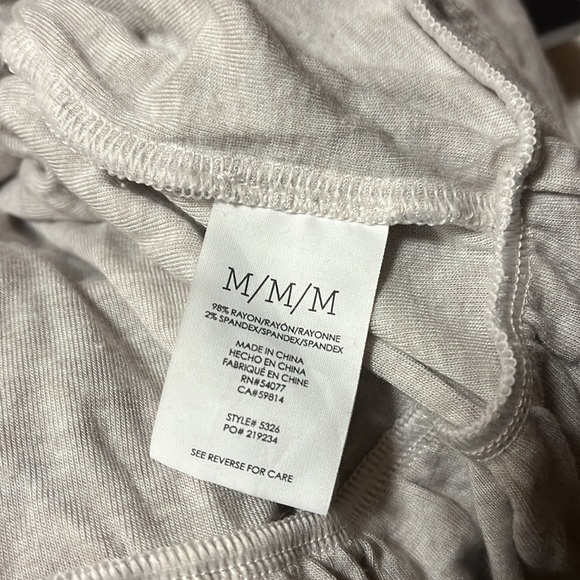 M/M/M
98% RAYON/RAYÓN/RAYONNE
2% SPANDEX/SPANDEX/SPANDEX
MADE IN CHINA
HECHO EN CHINA
FABRIQUÉ EN CHINE
RN#54077
CA#59814
STYLE# 5326
PO# 219234
SEE REVERSE FOR CARE